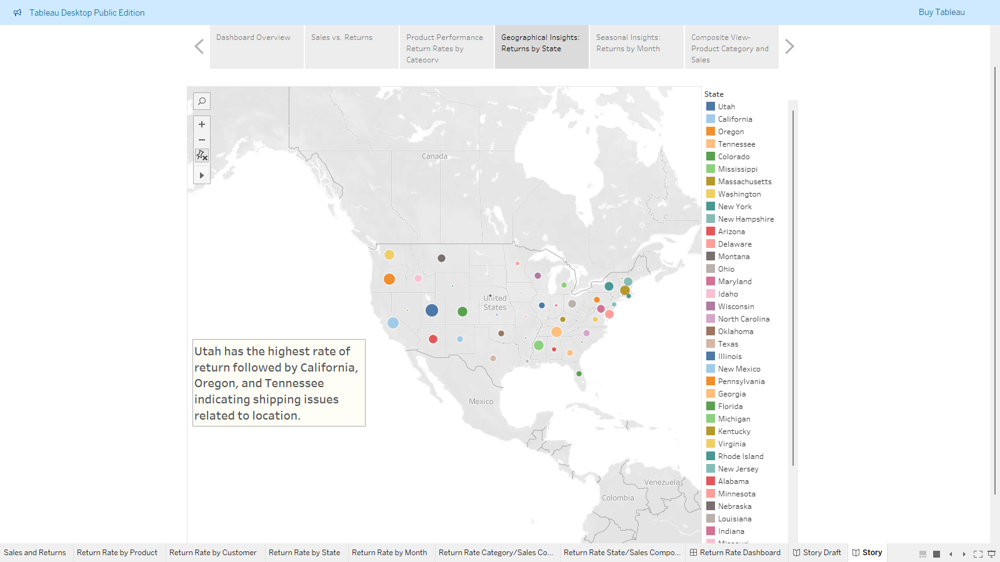 Tableau Desktop Public Edition
Buy Tableau
Dashboard Overview
Sales vs. Returns
Product Performance
Return Rates by
Category
Geographical Insights:
Returns by State
Seasonal Insights:
Returns by Month
Composite View-
Product Category and
Sales
Canada
United
States
Mexico
Venezuela
Colombia
Utah has the highest rate of
return followed by California,
Oregon, and Tennessee
indicating shipping issues
related to location.
State
Utah
California
Oregon
Tennessee
Colorado
Mississippi
Massachusetts
Washington
New York
New Hampshire
Arizona
Delaware
Montana
Ohio
Maryland
Idaho
Wisconsin
North Carolina
Oklahoma
Texas
Illinois
New Mexico
Pennsylvania
Georgia
Florida
Michigan
Kentucky
Virginia
Rhode Island
New Jersey
Alabama
Minnesota
Nebraska
Louisiana
Indiana
Missouri
Sales and Returns
Return Rate by Product
Return Rate by Customer
Return Rate by State
Return Rate by Month
Return Rate Category/Sales Co...
Return Rate State/Sales Compo...
Return Rate Dashboard
Story Draft
Story